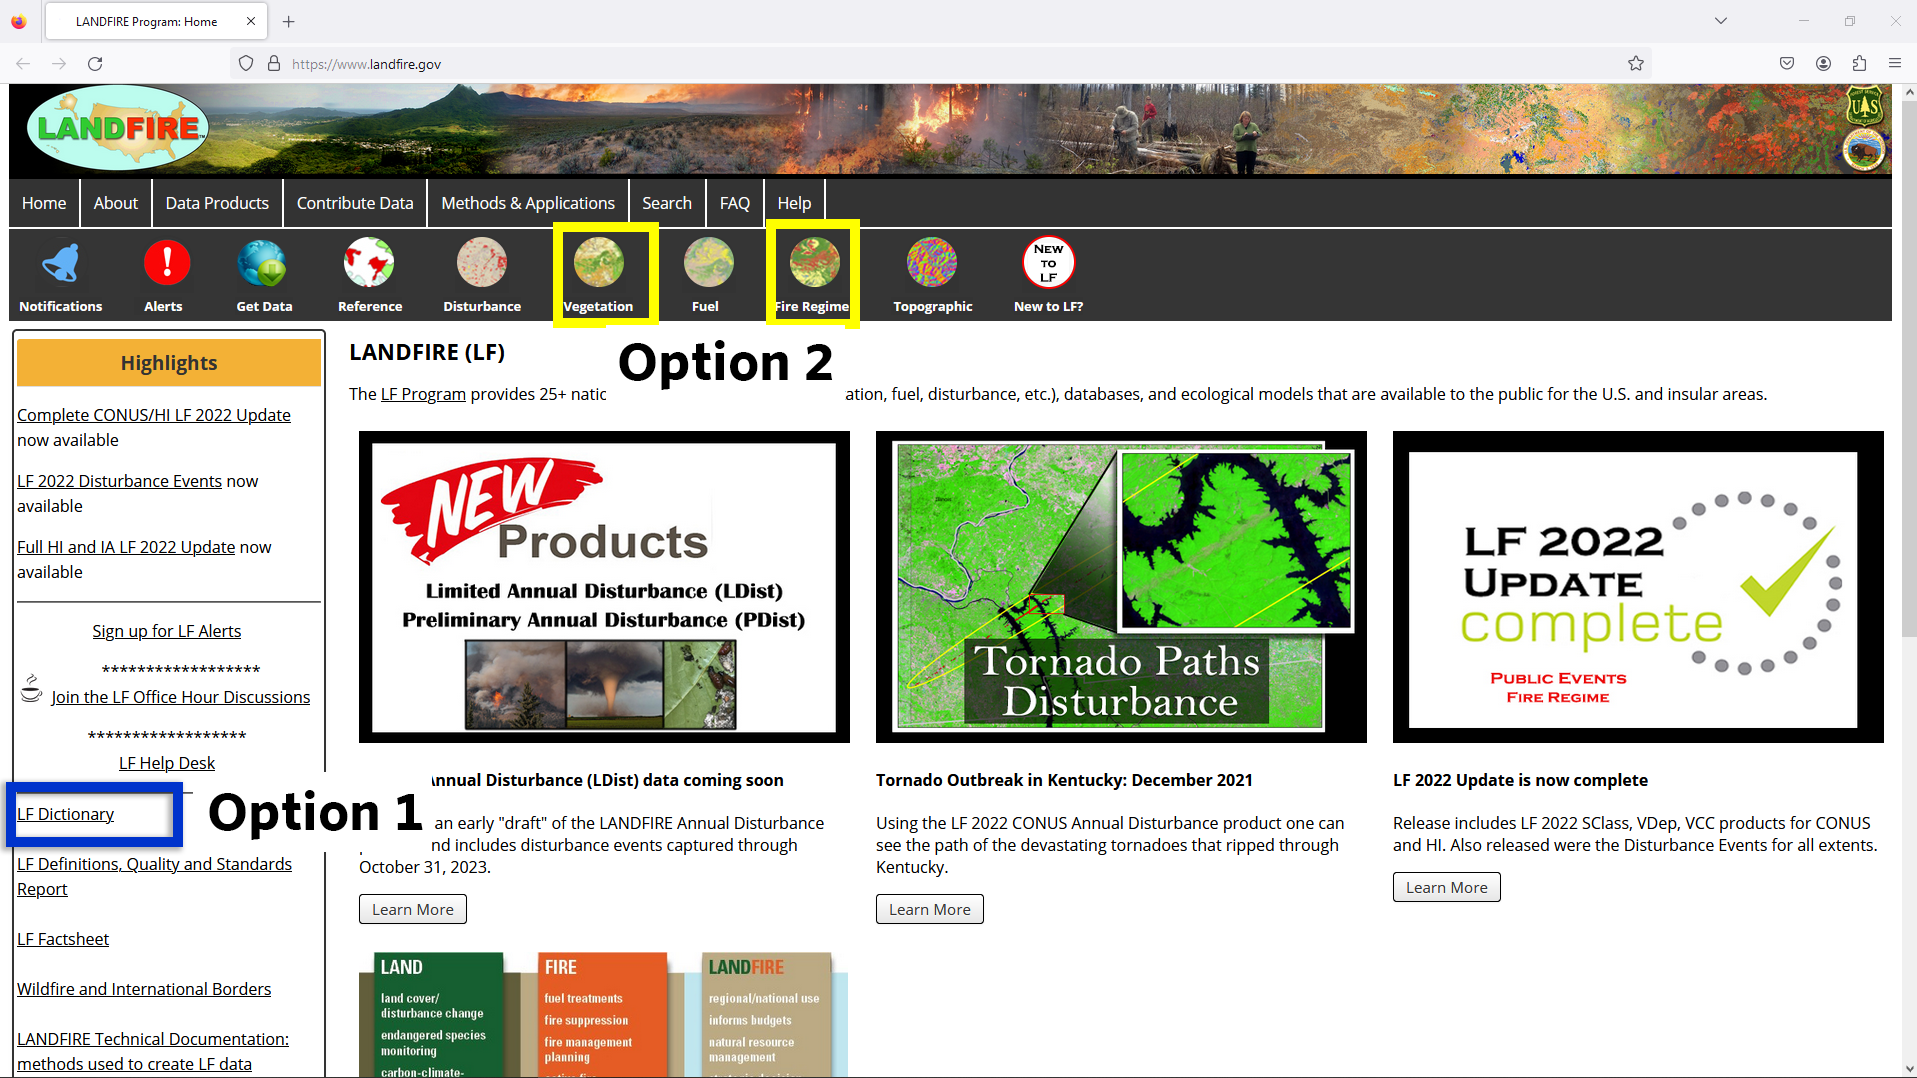 LANDFIRE Program: Home
https://www.landfire.gov
LANDFIRE™
Home
About
Data Products
Contribute Data
Methods & Applications
Search
FAQ
Help
Notifications
Alerts
Get Data
Reference
Disturbance
Vegetation
Fuel
Fire Regime
Topographic
NEW
TO
LF
New to LF?
Highlights
Complete CONUS/HI LF 2022 Update
now available
LF 2022 Disturbance Events now
available
Full HI and IA LF 2022 Update now
available
Sign up for LF Alerts
*******************
Join the LF Office Hour Discussions
******************
LF Help Desk
LF Dictionary
Option 1
LF Definitions, Quality and Standards
Report
LF Factsheet
Wildfire and International Borders
LANDFIRE Technical Documentation:
methods used to create LF data
LANDFIRE (LF)
Option 2
The LF Program provides 25+ ation, fuel, disturbance, etc.), databases, and ecological models that are available to the public for the U.S. and insular areas.
NEW
Products
Limited Annual Disturbance (LDist)
Preliminary Annual Disturbance (PDist)
Annual Disturbance (LDist) data coming soon
an early "draft" of the LANDFIRE Annual Disturbance
nd includes disturbance events captured through
October 31, 2023.
Learn More
Tornado Paths
Disturbance
Tornado Outbreak in Kentucky: December 2021
Using the LF 2022 CONUS Annual Disturbance product one can
see the path of the devastating tornadoes that ripped through
Kentucky.
Learn More
LF 2022
UPDATE
complete
PUBLIC EVENTS
FIRE REGIME
LF 2022 Update is now complete
Release includes LF 2022 SClass, VDep, VCC products for CONUS
and HI. Also released were the Disturbance Events for all extents.
Learn More
LAND
land cover/
disturbance change
endangered species
monitoring
carbon-climate-
FIRE
fuel treatments
fire suppression
fire management
planning
LANDFIRE
regional/national use
informs budgets
natural resource
management